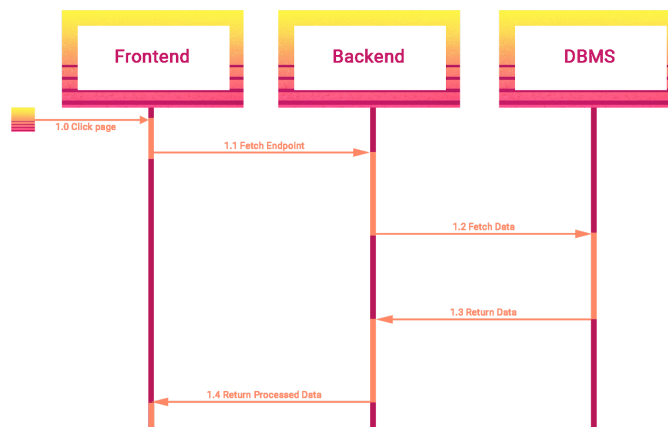 Frontend
Backend
DBMS
1.0 Click page
1.1 Fetch Endpoint
1.2 Fetch Data
1.3 Return Data
1.4 Return Processed Data